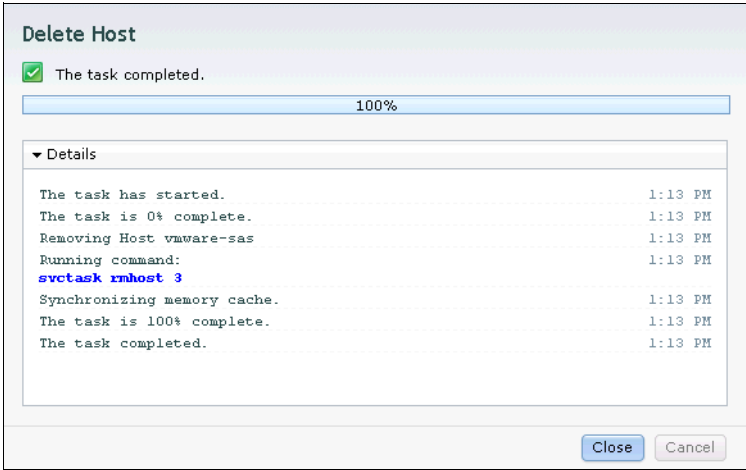 Delete Host
The task completed.
100%
Details
The task has started. 1:13 PM
The task is 0% complete. 1:13 PM
Removing Host vmware-sas 1:13 PM
Running command: 1:13 PM
svctask rmhost 3
Synchronizing memory cache. 1:13 PM
The task is 100% complete. 1:13 PM
The task completed. 1:13 PM
Close Cancel